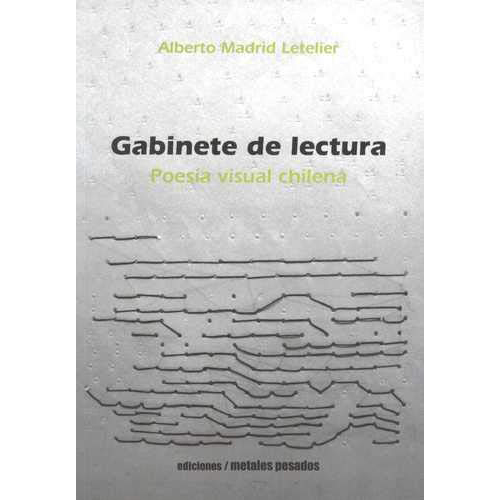 Alberto Madrid Letelier
Gabinete de lectura
Poesía visual chilena
ediciones / metales pesados